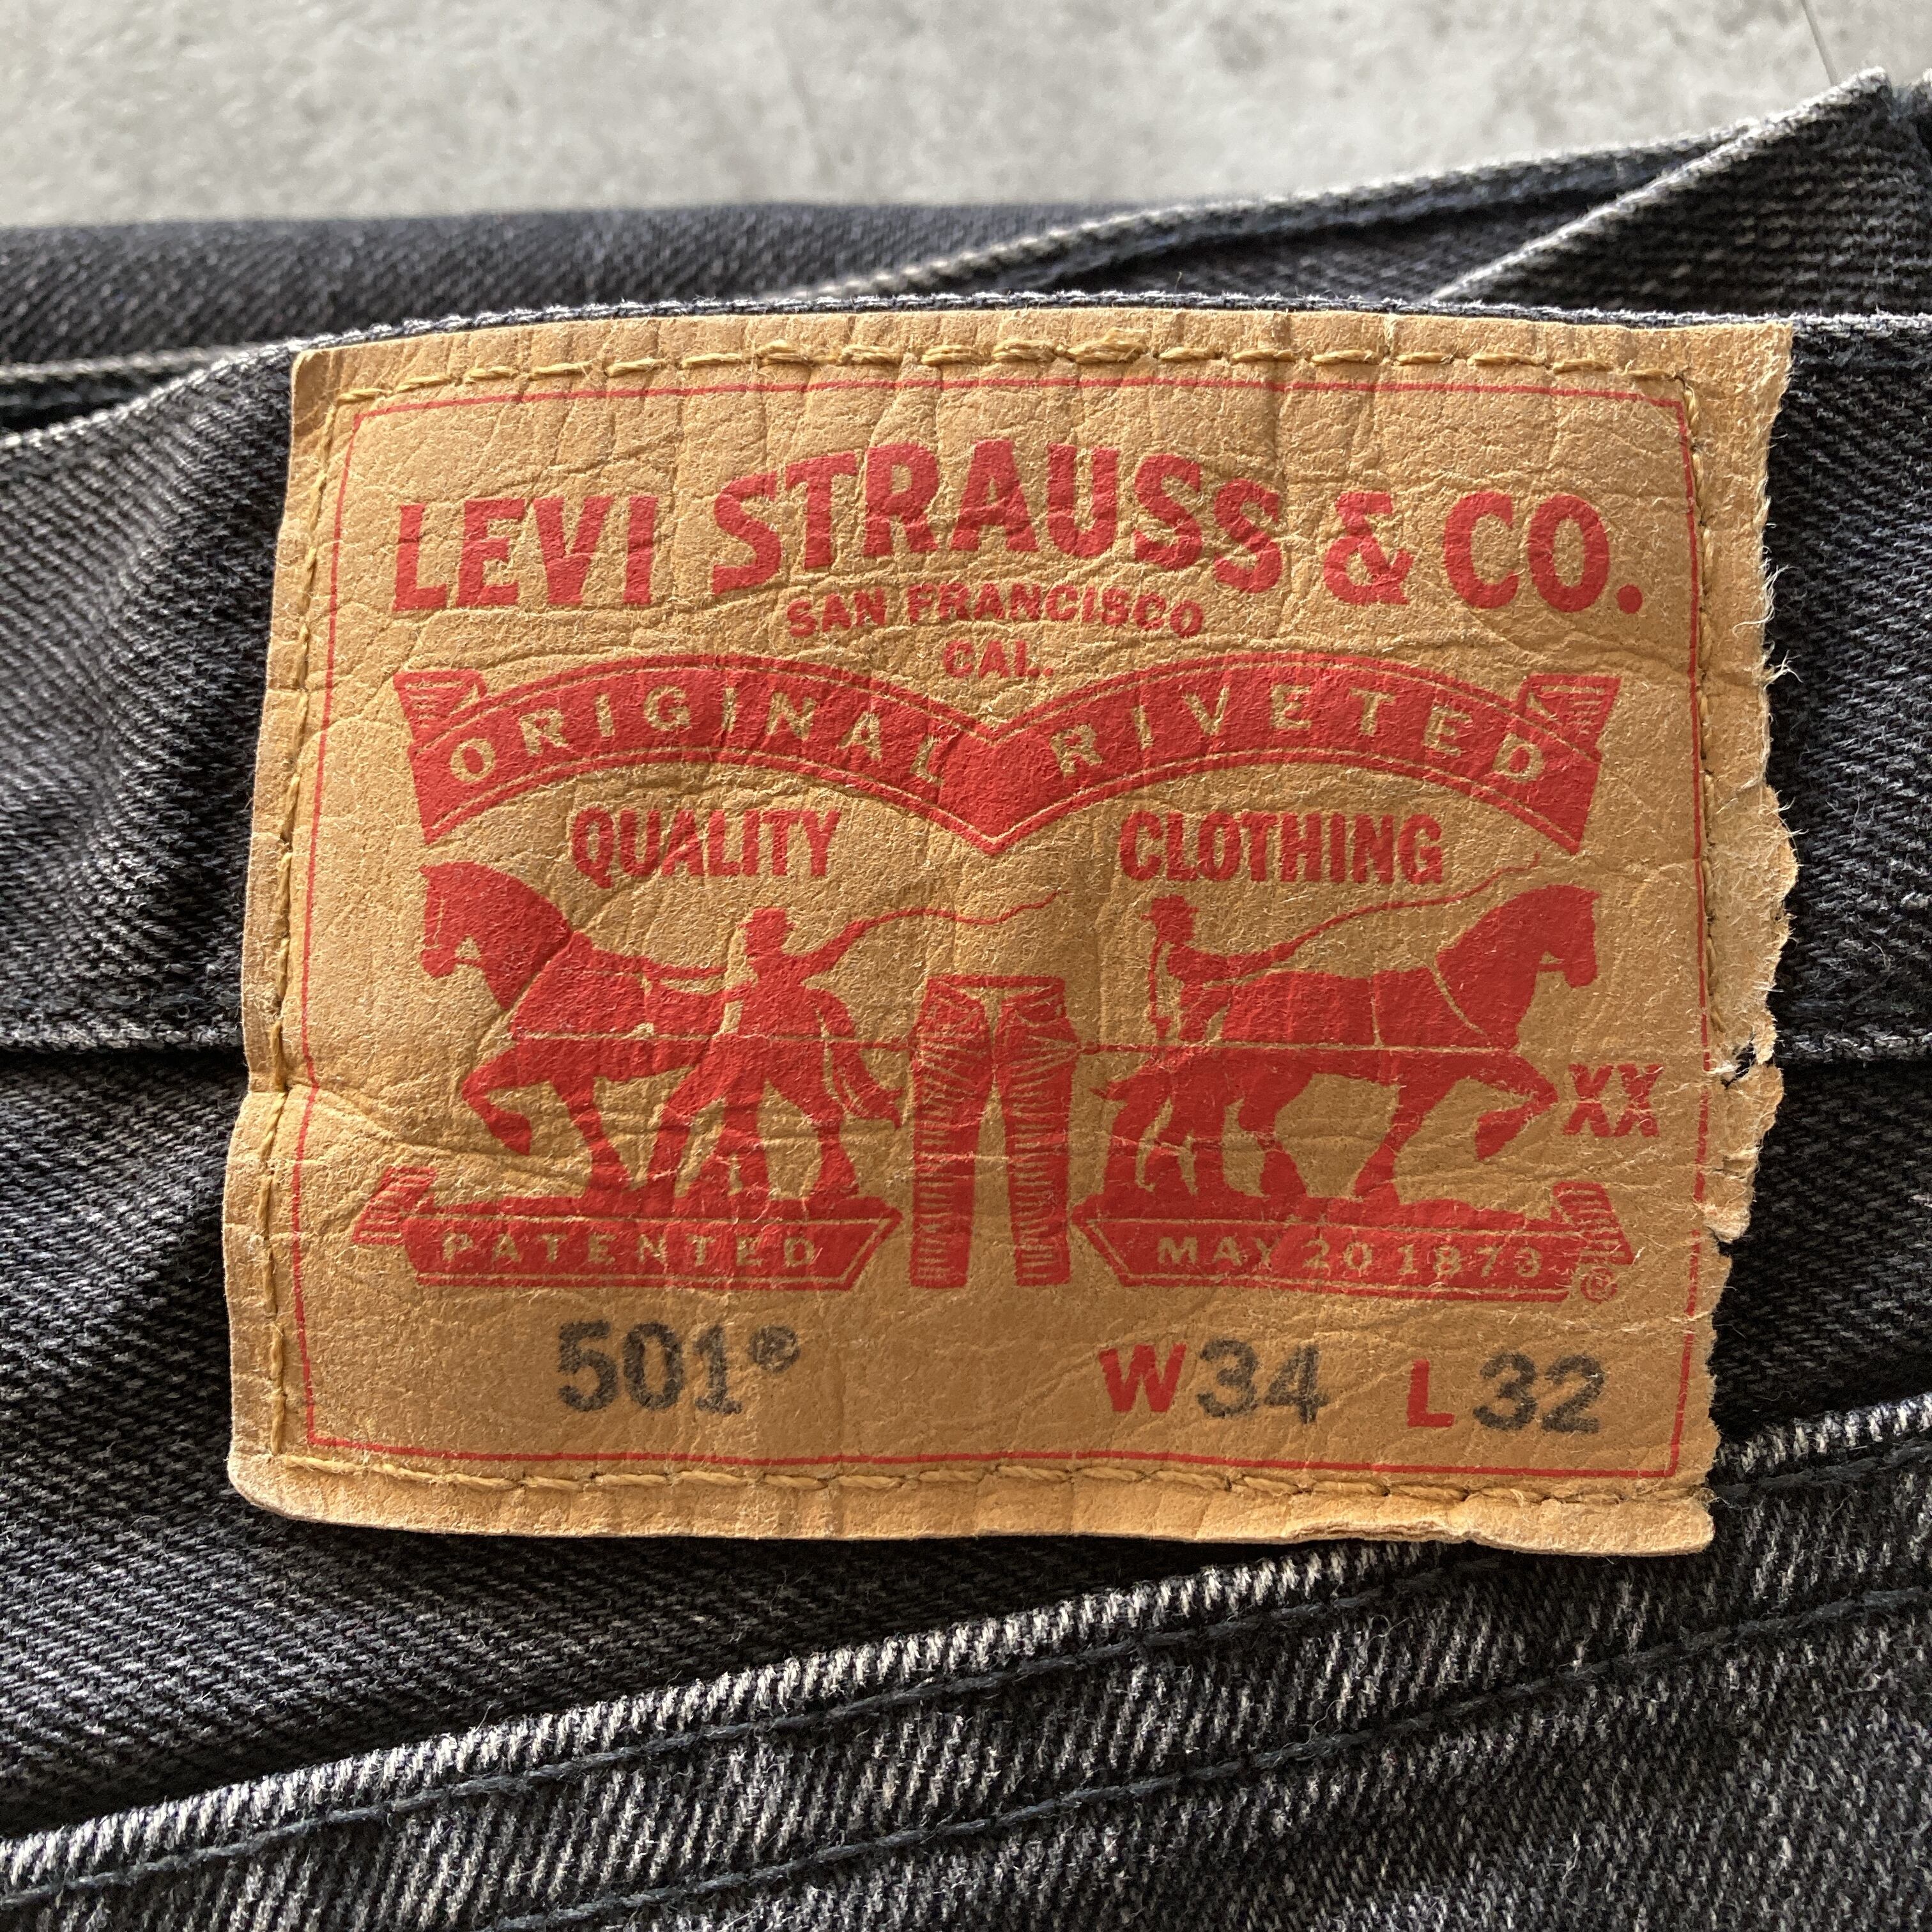 LEVI STRAUSS & CO.
SAN FRANCISCO
CAL.
ORIGINAL RIVETED
QUALITY CLOTHING
XX
PATENTED MAY 20 1873 ®
501® W34 L32